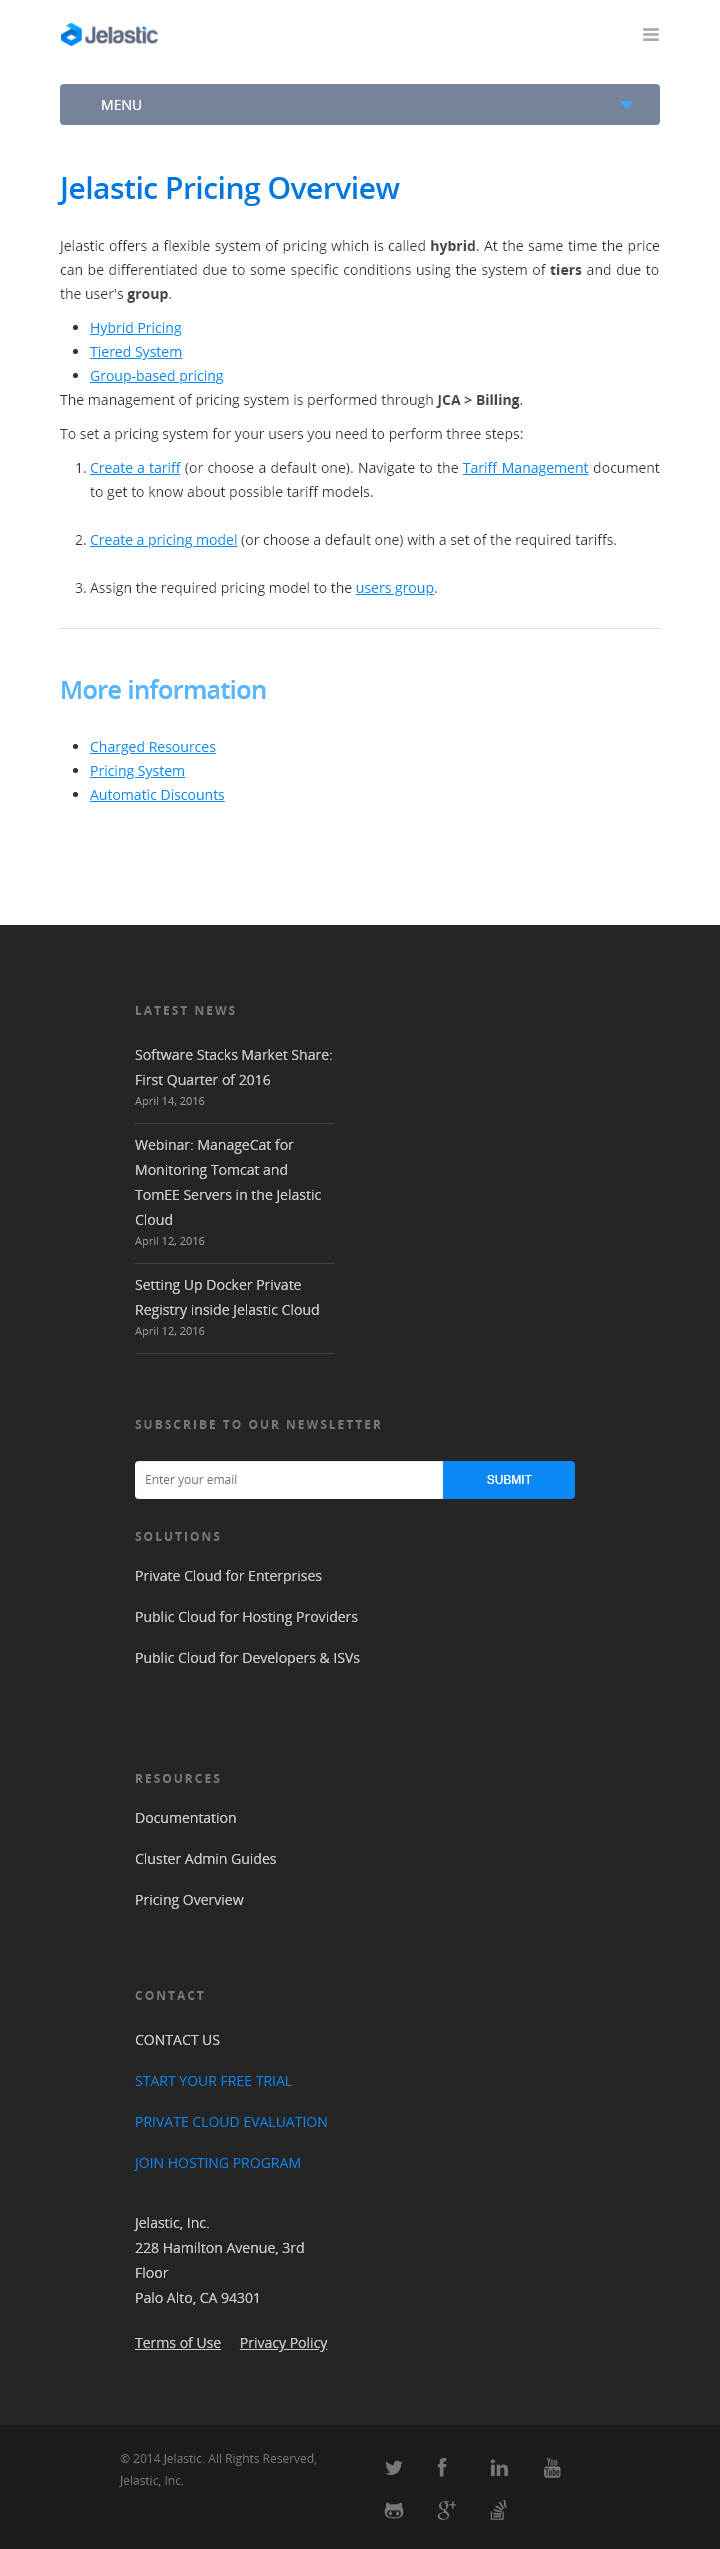 Jelastic
MENU
Jelastic Pricing Overview
Jelastic offers a flexible system of pricing which is called hybrid. At the same time the price
can be differentiated due to some specific conditions using the system of tiers and due to
the user's group.
• Hybrid Pricing
• Tiered System
• Group-based pricing
The management of pricing system is performed through JCA > Billing.
To set a pricing system for your users you need to perform three steps:
1. Create a tariff (or choose a default one). Navigate to the Tariff Management document
to get to know about possible tariff models.
2. Create a pricing model (or choose a default one) with a set of the required tariffs.
3. Assign the required pricing model to the users group.
More information
• Charged Resources
• Pricing System
• Automatic Discounts
LATEST NEWS
Software Stacks Market Share:
First Quarter of 2016
April 14, 2016
Webinar: ManageCat for
Monitoring Tomcat and
TomEE Servers in the Jelastic
Cloud
April 12, 2016
Setting Up Docker Private
Registry inside Jelastic Cloud
April 12, 2016
SUBSCRIBE TO OUR NEWSLETTER
Enter your email SUBMIT
SOLUTIONS
Private Cloud for Enterprises
Public Cloud for Hosting Providers
Public Cloud for Developers & ISVs
RESOURCES
Documentation
Cluster Admin Guides
Pricing Overview
CONTACT
CONTACT US
START YOUR FREE TRIAL
PRIVATE CLOUD EVALUATION
JOIN HOSTING PROGRAM
Jelastic, Inc.
228 Hamilton Avenue, 3rd
Floor
Palo Alto, CA 94301
Terms of Use Privacy Policy
© 2014 Jelastic. All Rights Reserved,
Jelastic, Inc.
You
Tube